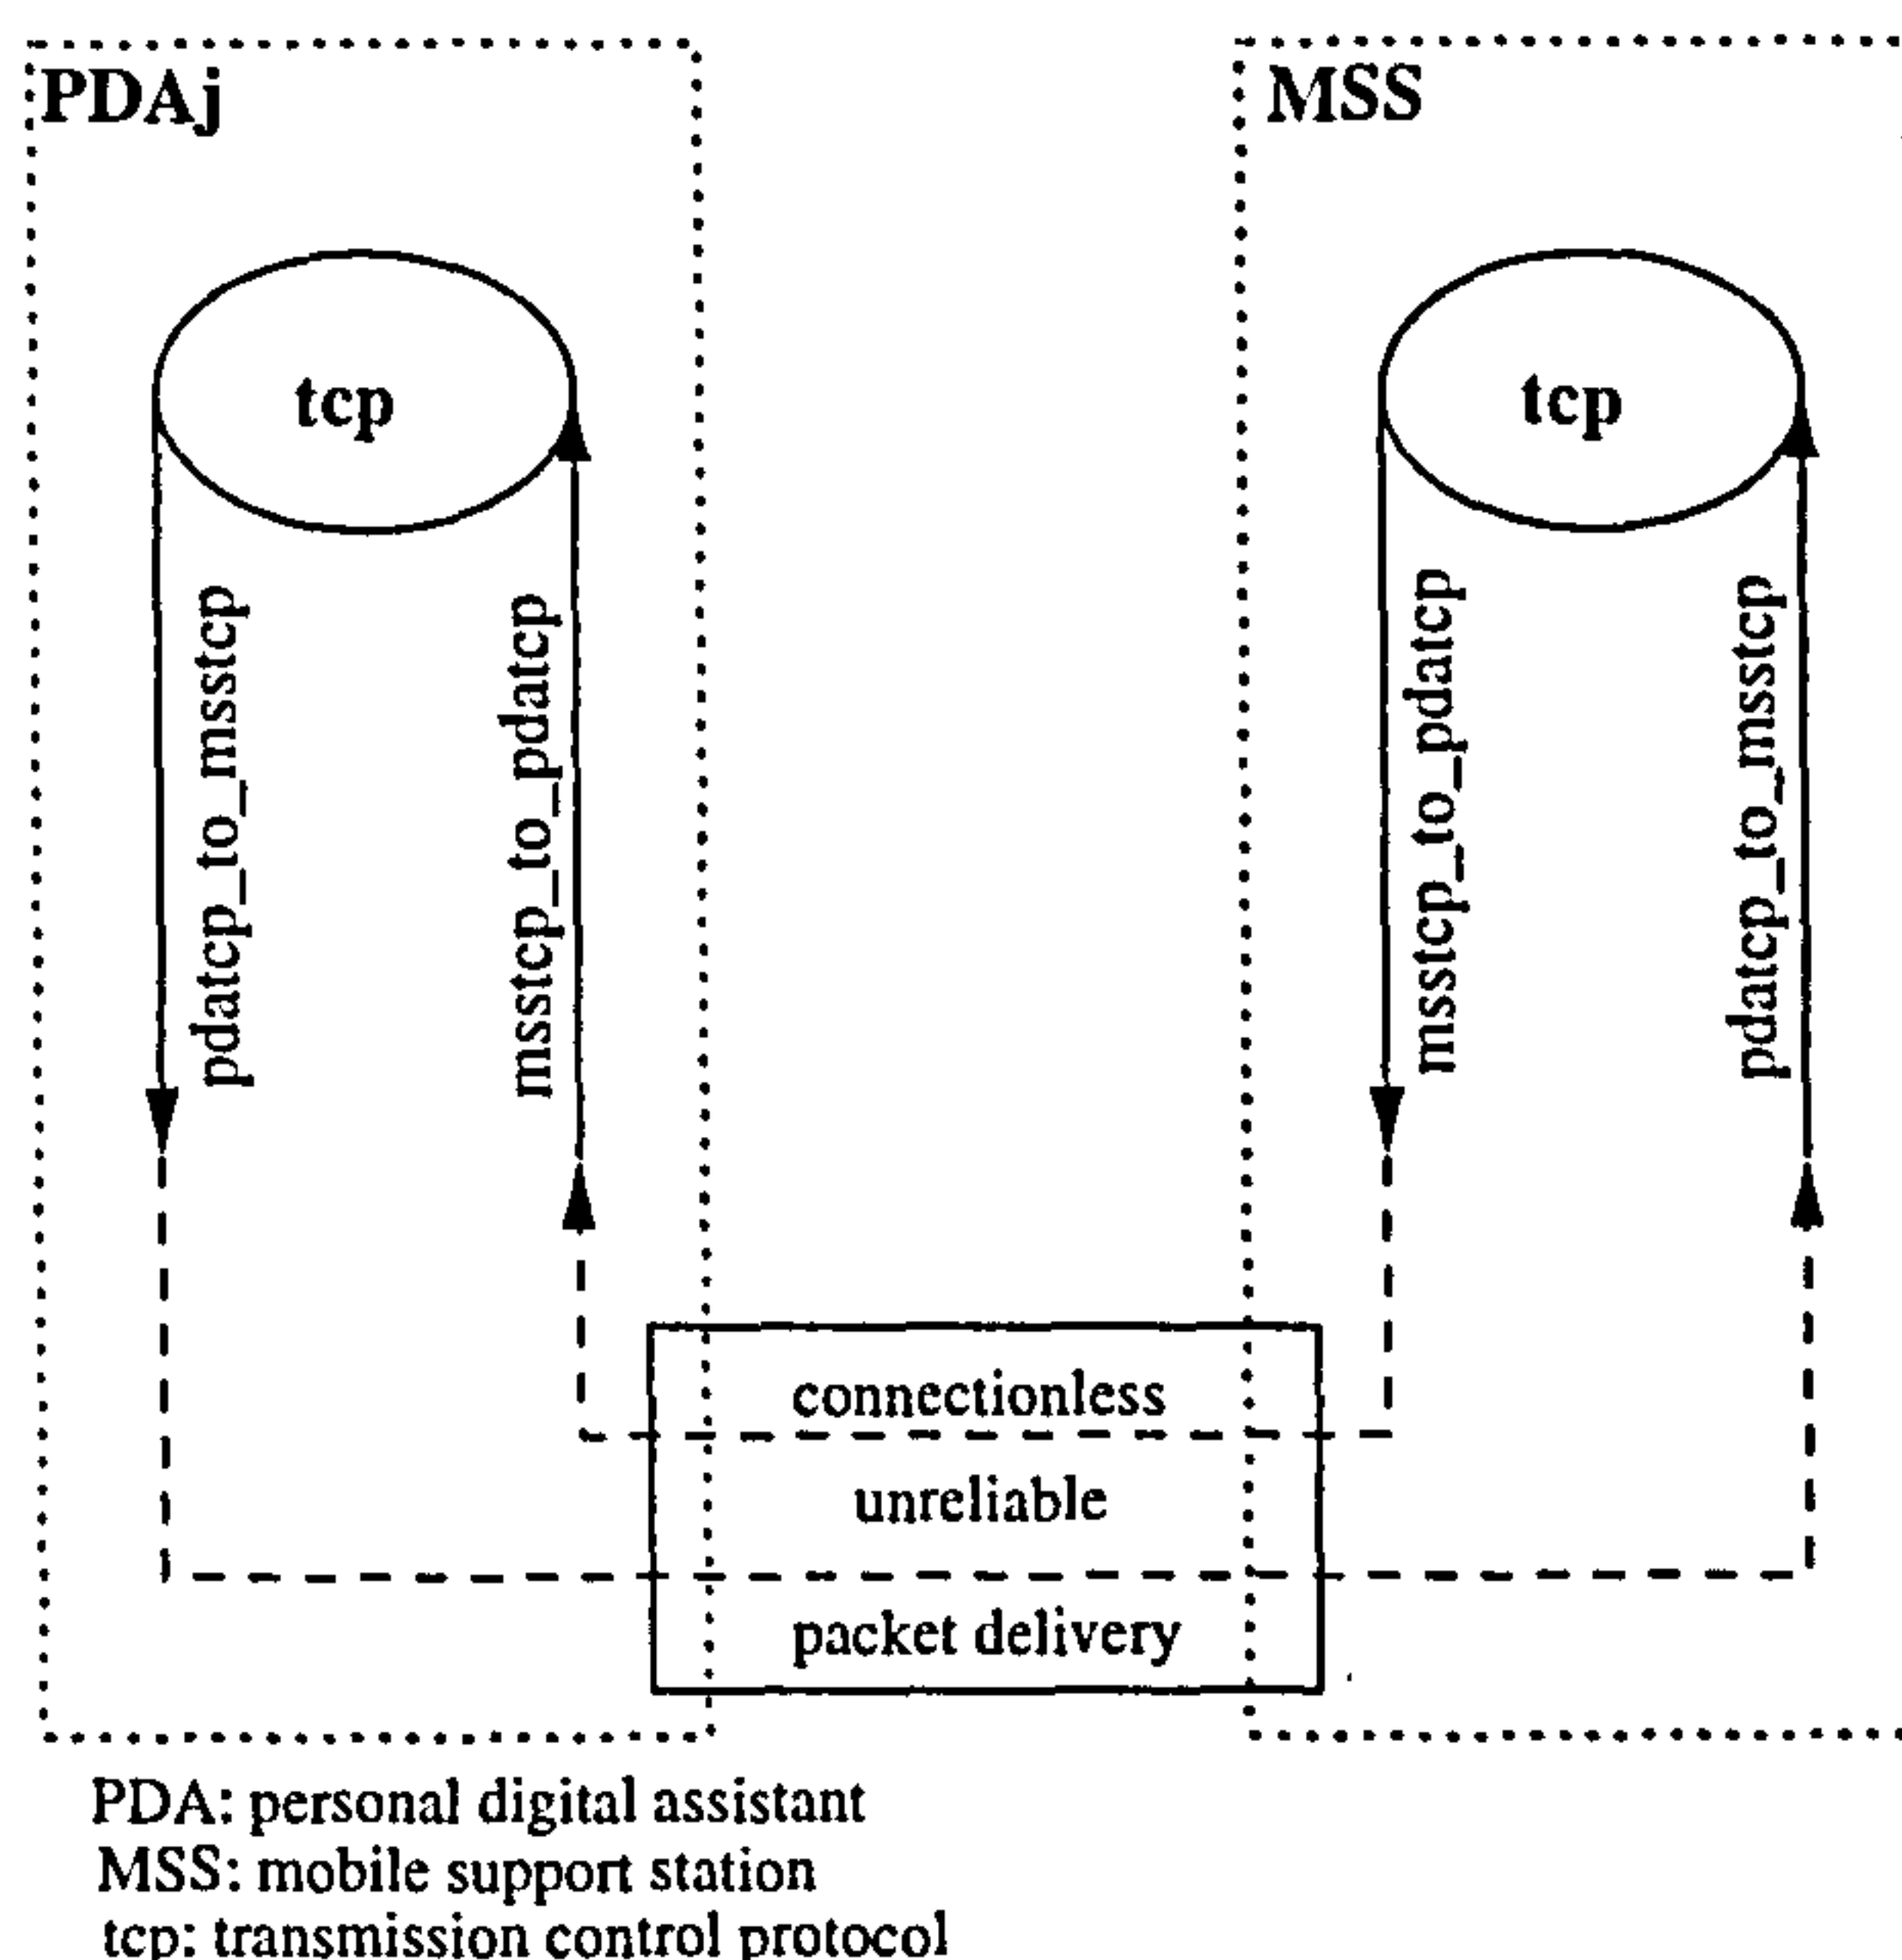 PDAj
MSS
tcp
tcp
pdatcp_to_msstcp
msstcp_to_pdatcp
msstcp_to_pdatcp
pdatcp_to_msstcp
connectionless
unreliable
packet delivery
PDA: personal digital assistant
MSS: mobile support station
tcp: transmission control protocol